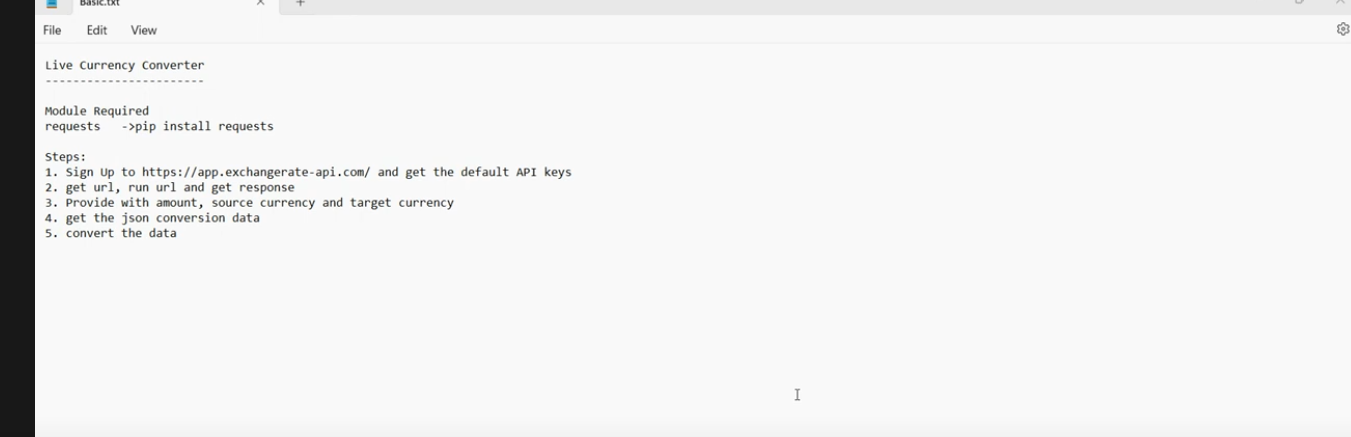 Basic.txt
File Edit View
Live Currency Converter
-----------------------
Module Required
requests   ->pip install requests
Steps:
1. Sign Up to https://app.exchangerate-api.com/ and get the default API keys
2. get url, run url and get response
3. Provide with amount, source currency and target currency
4. get the json conversion data
5. convert the data